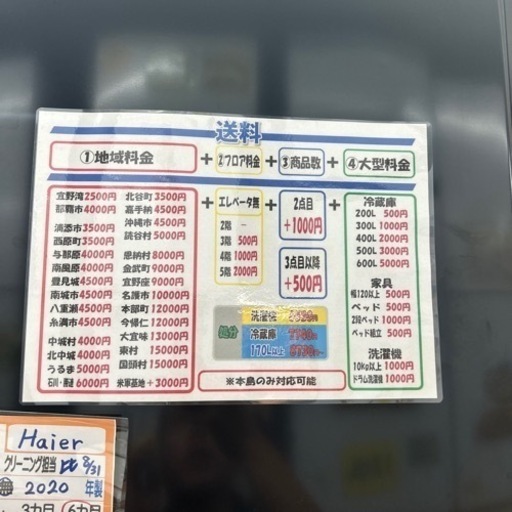 送料
①地域料金 + ②フロア料金 + ③商品数 + ④大型料金
宜野湾2500円
那覇市4000円
浦添市3500円
西原町3500円
与那原4000円
南風原4000円
豊見城4500円
南城市4500円
八重瀬4500円
糸満市4500円
中城村4000円
北中城4000円
うるま5000円
石川・具志6000円
北谷町3500円
嘉手納4500円
沖縄市4500円
読谷村5000円
恩納村8000円
金武町9000円
宜野座9000円
名護市10000円
本部町12000円
今帰仁12000円
大宜味13000円
東村15000円
国頭村15000円
米軍基地+3000円
+
エレベータ無
2階 －
3階 500円
4階 1000円
5階 2000円
+
2点目
+1000円
3点目以降
+500円
+
冷蔵庫
200L 500円
300L 1000円
400L 2000円
500L 3000円
600L 5000円
家具
幅120以上 500円
ベッド 500円
2段ベッド 1000円
ベッド組立 500円
洗濯機
10Kg以上 1000円
ドラム洗濯機 1000円
処分
洗濯機
冷蔵庫
170L以上
※本島のみ対応可能
Haier
クリーニング担当 比 8/31
2020 年製
3カ月 6カ月